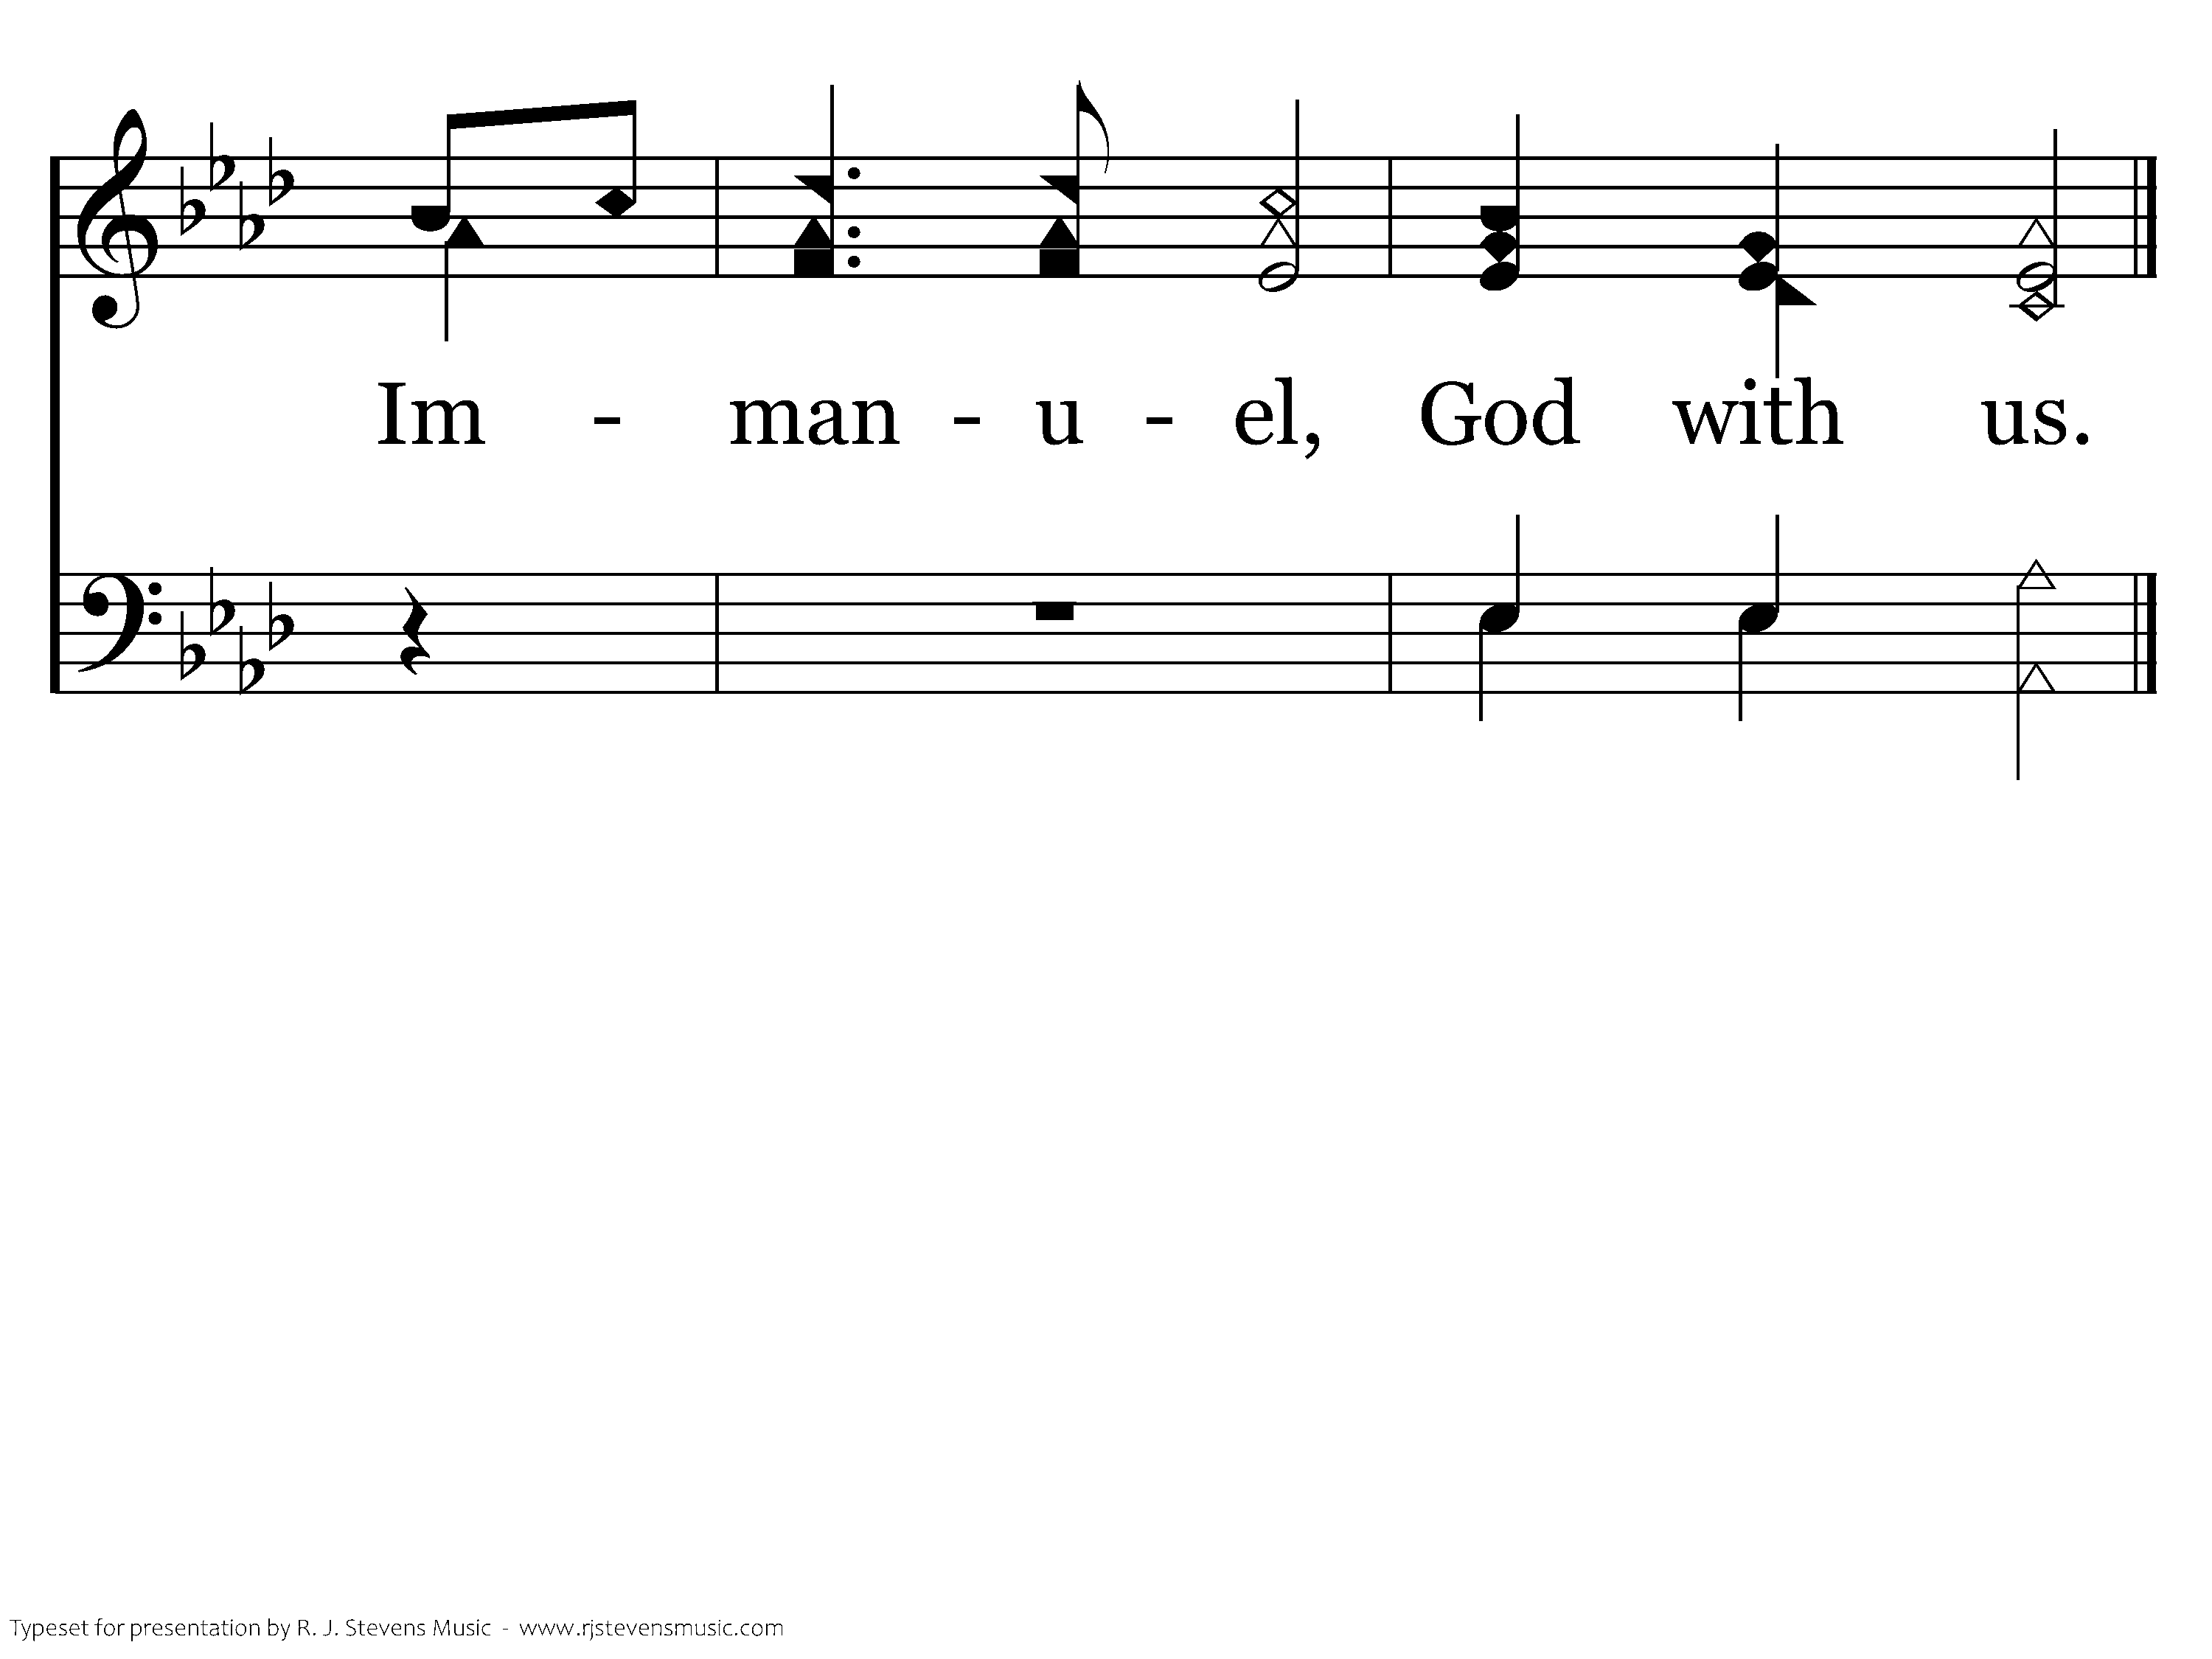 Im - man - u - el, God with us.
Typeset for presentation by R. J. Stevens Music - www.rjstevensmusic.com